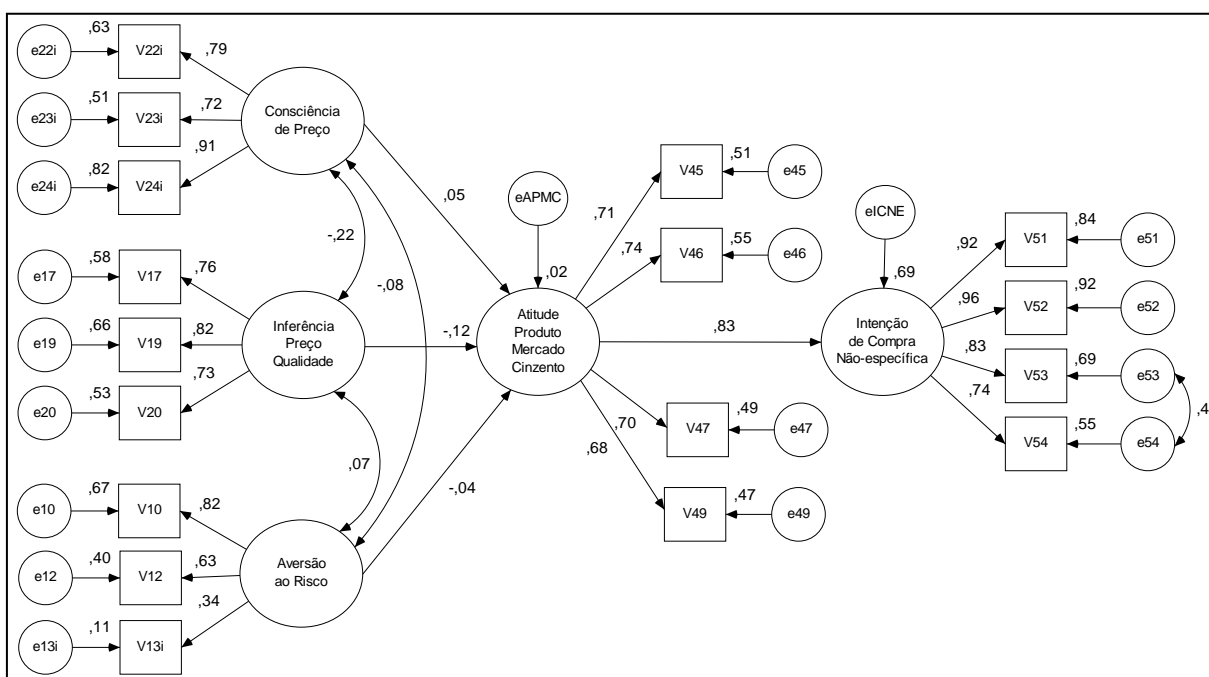 e22i
,63
V22i
,79
e23i
,51
V23i
,72
e24i
,82
V24i
,91
Consciência
de Preço
e17
,58
V17
,76
e19
,66
V19
,82
e20
,53
V20
,73
Inferência
Preço
Qualidade
e10
,67
V10
,82
e12
,40
V12
,63
e13i
,11
V13i
,34
Aversão
ao Risco
-,22
-,08
,07
,05
-,12
-,04
eAPMC
,02
Atitude
Produto
Mercado
Cinzento
,71
V45
,51
e45
,74
V46
,55
e46
,70
V47
,49
e47
,68
V49
,47
e49
,83
eICNE
,69
Intenção
de Compra
Não-específica
,92
V51
,84
e51
,96
V52
,92
e52
,83
V53
,69
e53
,74
V54
,55
e54
,4